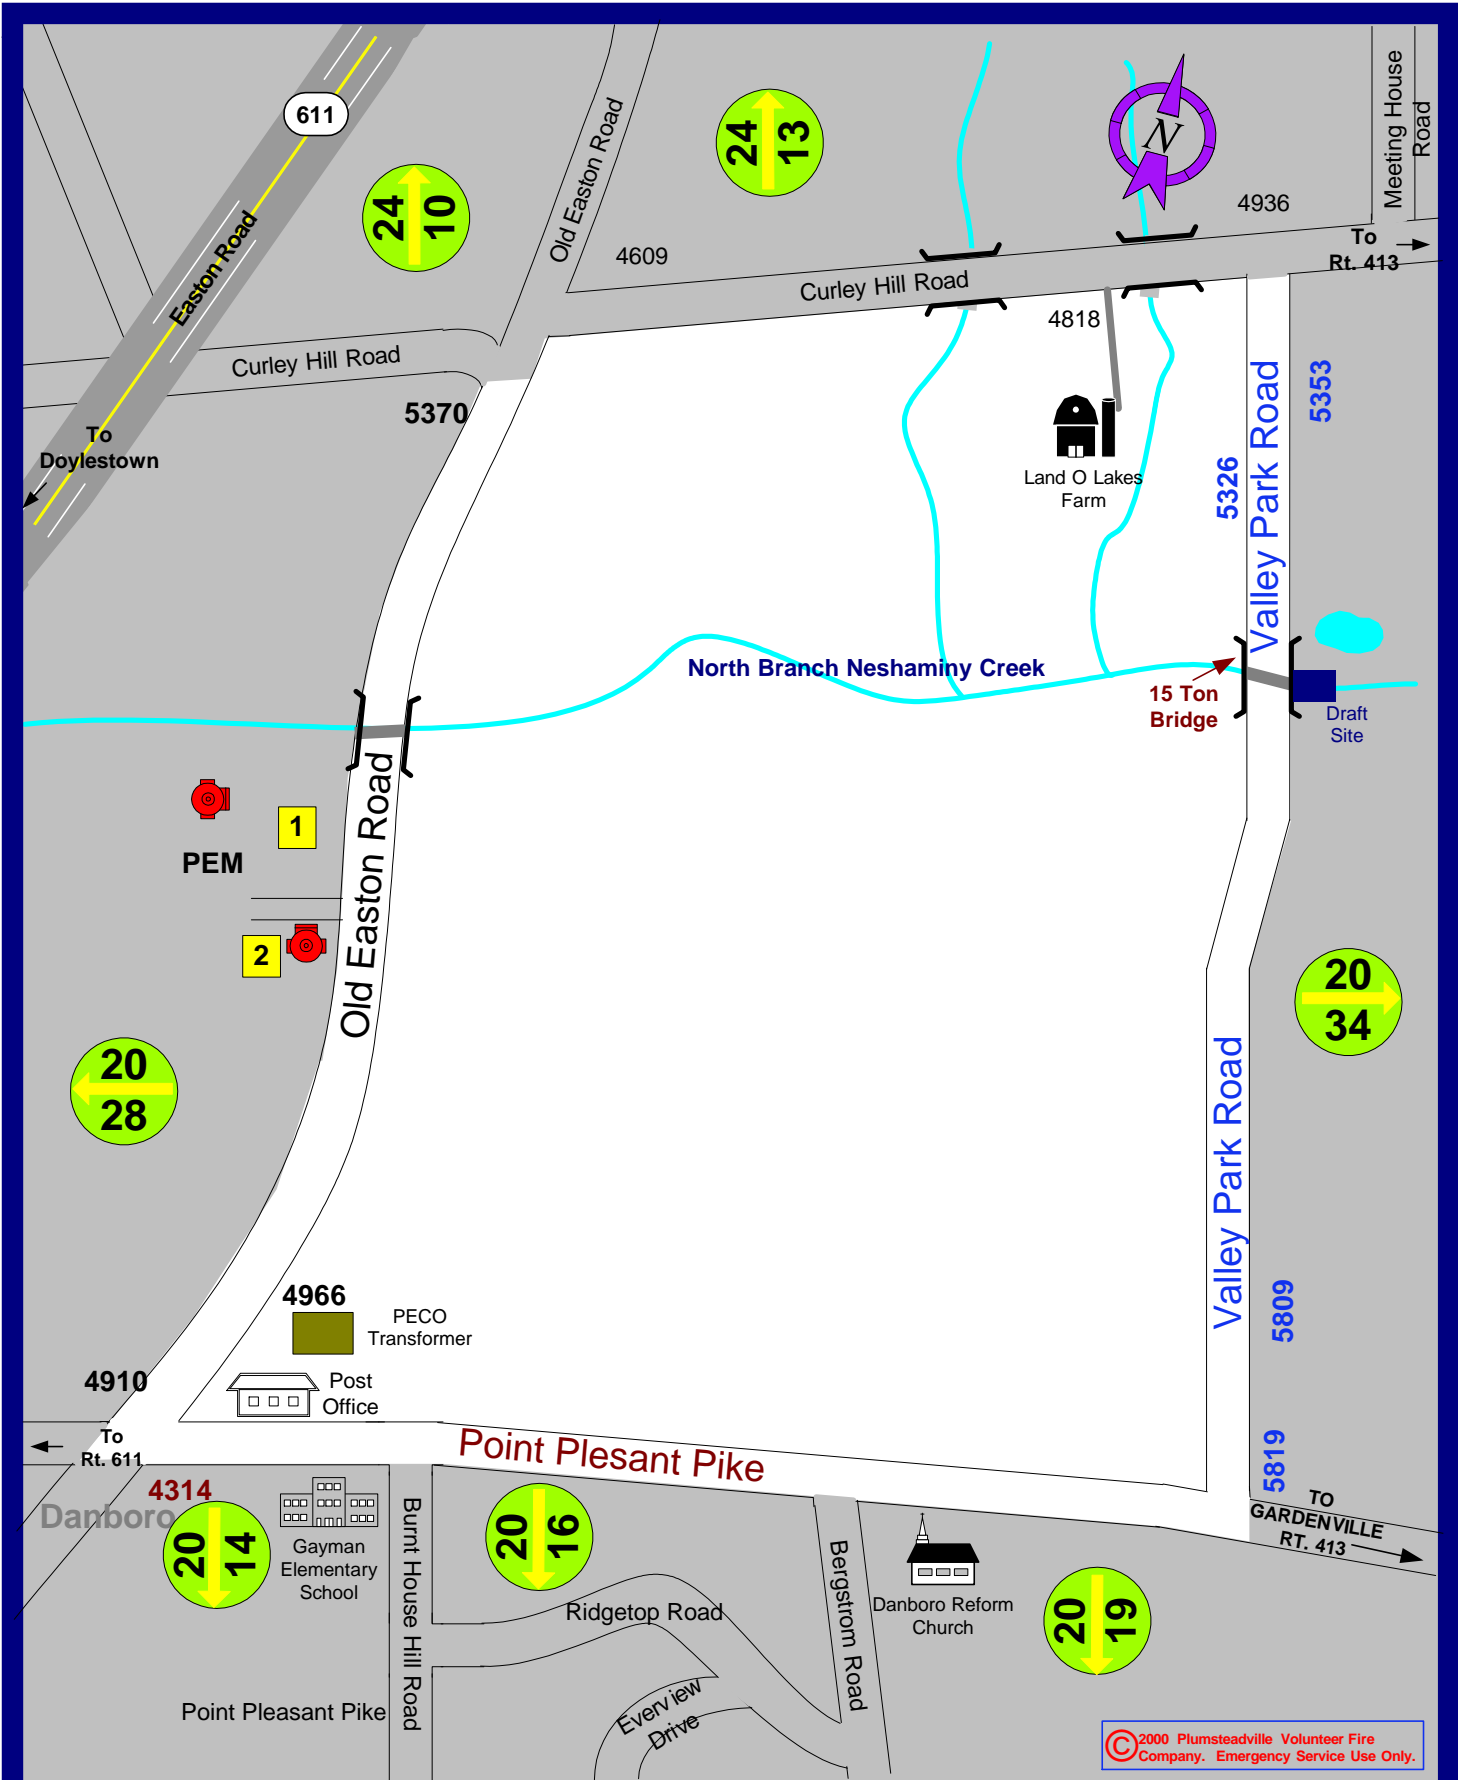 611
Easton Road
Old Easton Road
24
10
24
13
N
4936
Meeting House
Road
To
Rt. 413
4609
Curley Hill Road
Curley Hill Road
4818
5370
To
Doylestown
Land O Lakes
Farm
5326
Valley Park Road
5353
North Branch Neshaminy Creek
15 Ton
Bridge
Draft
Site
Old Easton Road
1
PEM
2
20
34
20
28
Valley Park Road
5809
4966
PECO
Transformer
4910
Post
Office
To
Rt. 611
Point Plesant Pike
5819
TO
GARDENVILLE
RT. 413
4314
Danboro
20
14
Gayman
Elementary
School
Burnt House Hill Road
20
16
Ridgetop Road
Bergstrom Road
Danboro Reform
Church
20
19
Everview
Drive
Point Pleasant Pike
© 2000 Plumsteadville Volunteer Fire
Company. Emergency Service Use Only.